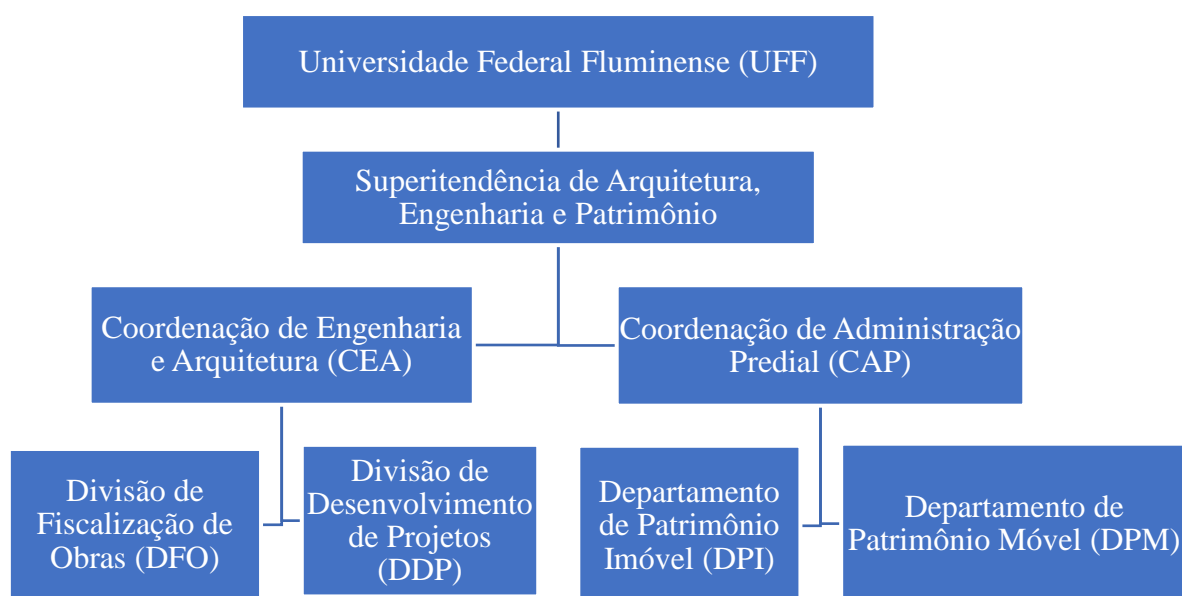 Universidade Federal Fluminense (UFF)
Superitendência de Arquitetura,
Engenharia e Patrimônio
Coordenação de Engenharia
e Arquitetura (CEA)
Coordenação de Administração
Predial (CAP)
Divisão de
Fiscalização de
Obras (DFO)
Divisão de
Desenvolvimento
de Projetos
(DDP)
Departamento
de Patrimônio
Imóvel (DPI)
Departamento de
Patrimônio Móvel (DPM)